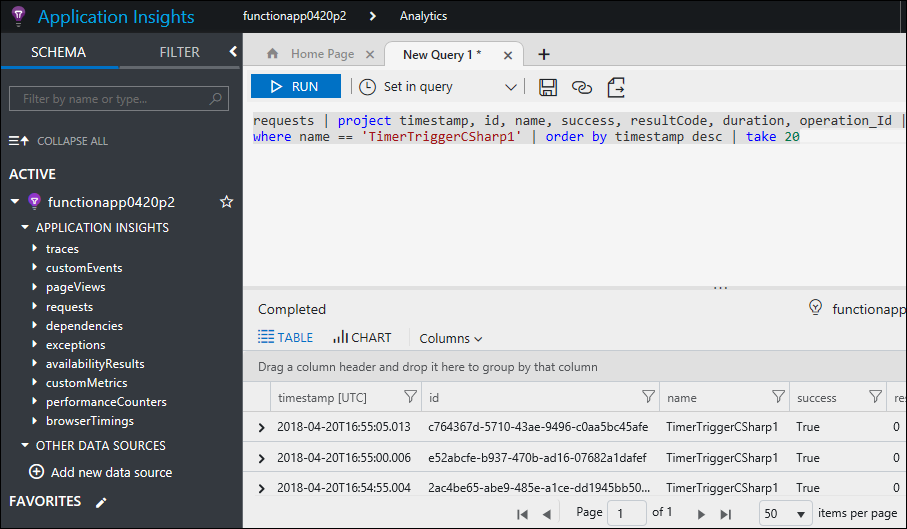 Application Insights
functionapp0420p2 > Analytics
SCHEMA
FILTER
Home Page
New Query 1 *
RUN
Set in query
Filter by name or type...
COLLAPSE ALL
requests | project timestamp, id, name, success, resultCode, duration, operation_Id |
where name == 'TimerTriggerCSharp1' | order by timestamp desc | take 20
ACTIVE
functionapp0420p2
APPLICATION INSIGHTS
traces
customEvents
pageViews
requests
dependencies
exceptions
availabilityResults
customMetrics
performanceCounters
browserTimings
OTHER DATA SOURCES
Add new data source
FAVORITES
Completed
functionapp
TABLE
CHART
Columns
Drag a column header and drop it here to group by that column
timestamp [UTC] id name success res
2018-04-20T16:55:05.013 c764367d-5710-43ae-9496-c0aa5bc45afe TimerTriggerCSharp1 True 0
2018-04-20T16:55:00.006 e52abcfe-b937-470b-ad16-07682a1dafef TimerTriggerCSharp1 True 0
2018-04-20T16:54:55.004 2ac4be65-abe9-485e-a1ce-dd1945bb50... TimerTriggerCSharp1 True 0
Page 1 of 1 50 items per page